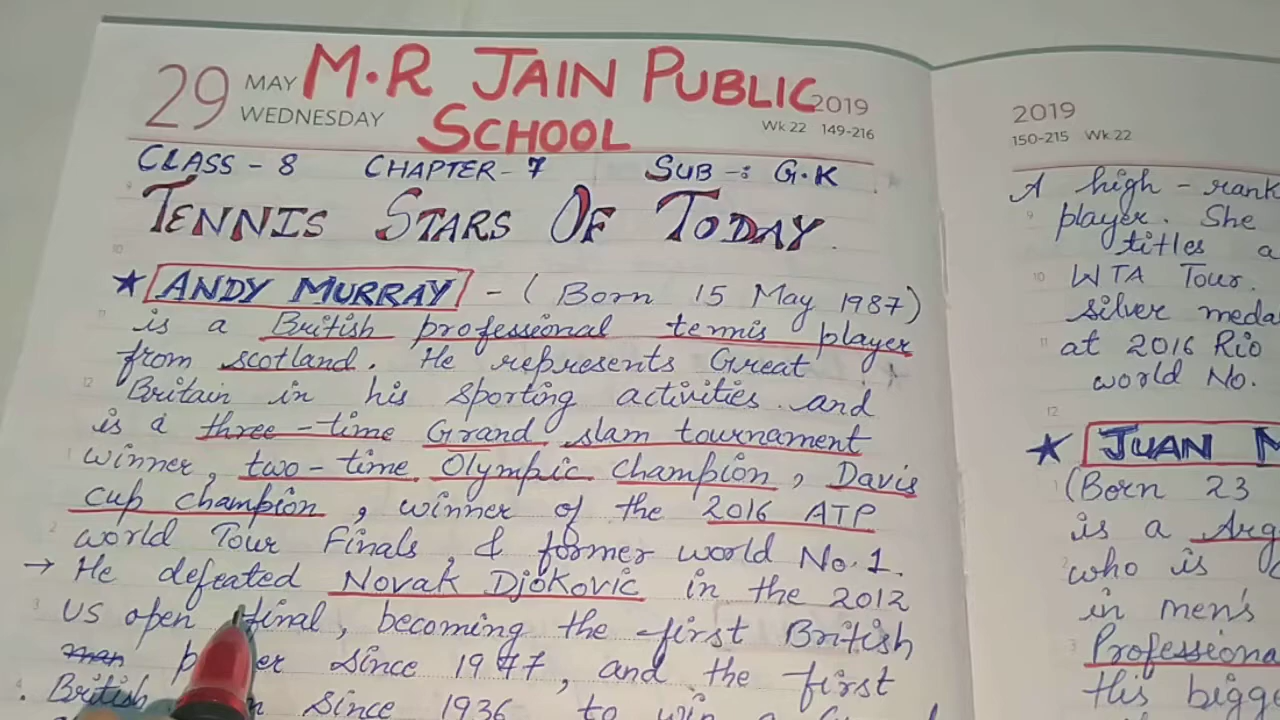 29 MAY
WEDNESDAY
M.R JAIN PUBLIC
SCHOOL
2019
Wk 22 149-216
CLASS - 8 CHAPTER - 7 SUB -: G.K
TENNIS STARS OF TODAY.
★ ANDY MURRAY - (Born 15 May 1987)
is a British professional tennis player
from scotland. He represents Great
Britain in his sporting activities and
is a three-time Grand slam tournament
winner, two-time Olympic champion, Davis
cup champion, winner of the 2016 ATP
world Tour Finals, & former world No.1.
→ He defeated Novak Djokovic in the 2012
US open final, becoming the first British
since 1977, and the first
British since 1936 to win a
2019
150-215 Wk 22
A high-rank
player. She
titles a
WTA Tour.
silver meda
at 2016 Rio
world No.
★ JUAN M
(Born 23
is a Arg
who is
in men's
Professiona
His bigge